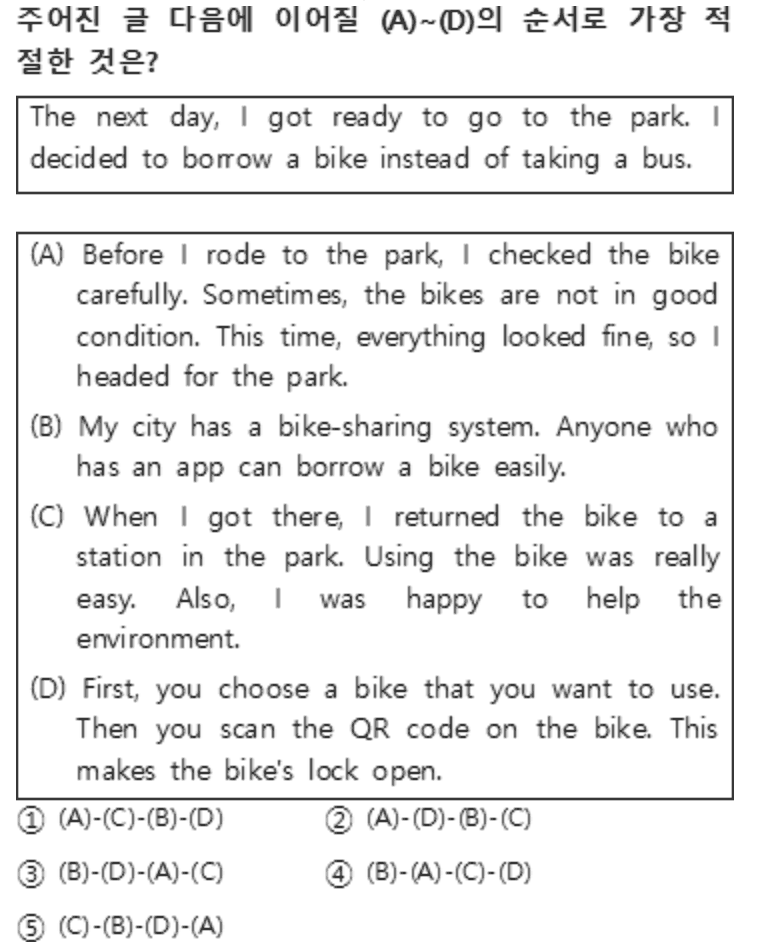 주어진 글 다음에 이어질 (A)~(D)의 순서로 가장 적
절한 것은?
The next day, I got ready to go to the park. I
decided to borrow a bike instead of taking a bus.
(A) Before I rode to the park, I checked the bike
carefully. Sometimes, the bikes are not in good
condition. This time, everything looked fine, so I
headed for the park.
(B) My city has a bike-sharing system. Anyone who
has an app can borrow a bike easily.
(C) When I got there, I returned the bike to a
station in the park. Using the bike was really
easy. Also, I was happy to help the
environment.
(D) First, you choose a bike that you want to use.
Then you scan the QR code on the bike. This
makes the bike's lock open.
① (A)-(C)-(B)-(D) ② (A)-(D)-(B)-(C)
③ (B)-(D)-(A)-(C) ④ (B)-(A)-(C)-(D)
⑤ (C)-(B)-(D)-(A)